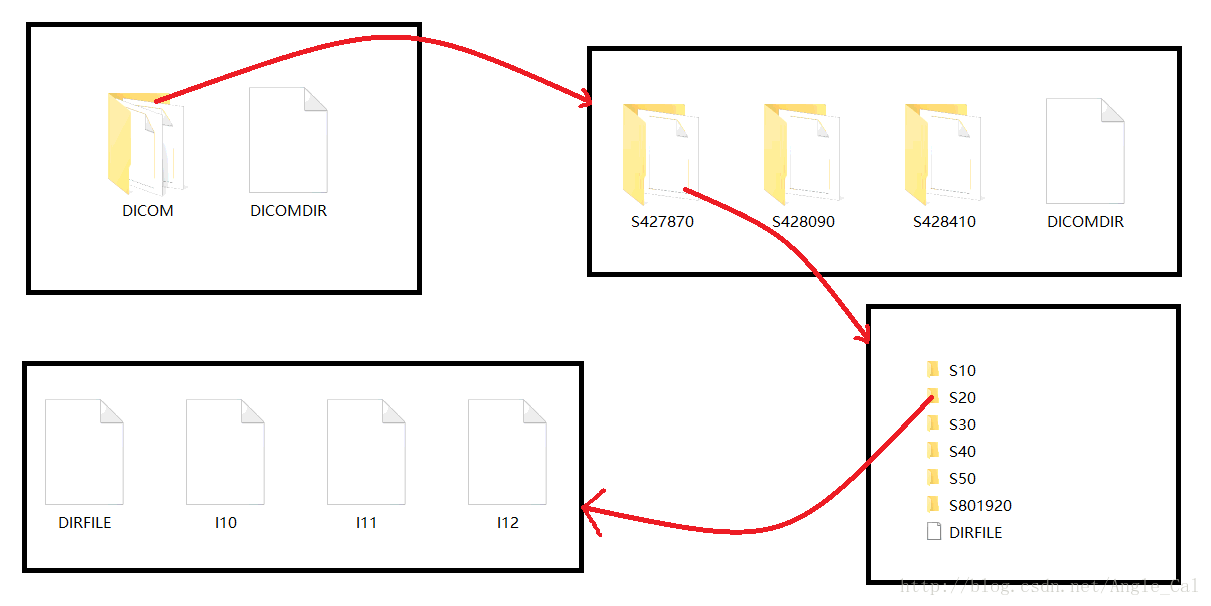 DICOM
DICOMDIR
S427870
S428090
S428410
DICOMDIR
S10
S20
S30
S40
S50
S801920
DIRFILE
DIRFILE
I10
I11
I12
http://blog.csdn.net/Angle_Cal